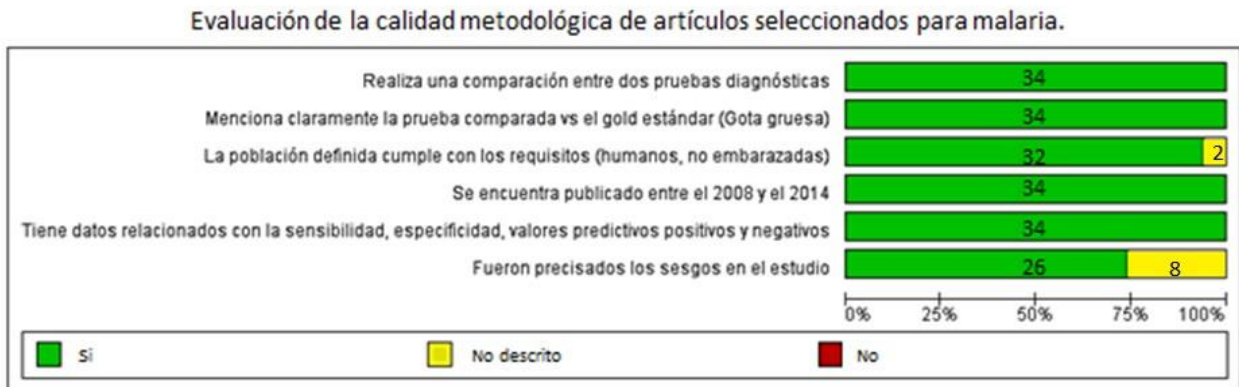 Evaluación de la calidad metodológica de artículos seleccionados para malaria.
Realiza una comparación entre dos pruebas diagnósticas 34
Menciona claramente la prueba comparada vs el gold estándar (Gota gruesa) 34
La población definida cumple con los requisitos (humanos, no embarazadas) 32 2
Se encuentra publicado entre el 2008 y el 2014 34
Tiene datos relacionados con la sensibilidad, especificidad, valores predictivos positivos y negativos 34
Fueron precisados los sesgos en el estudio 26 8
0% 25% 50% 75% 100%
Si No descrito No